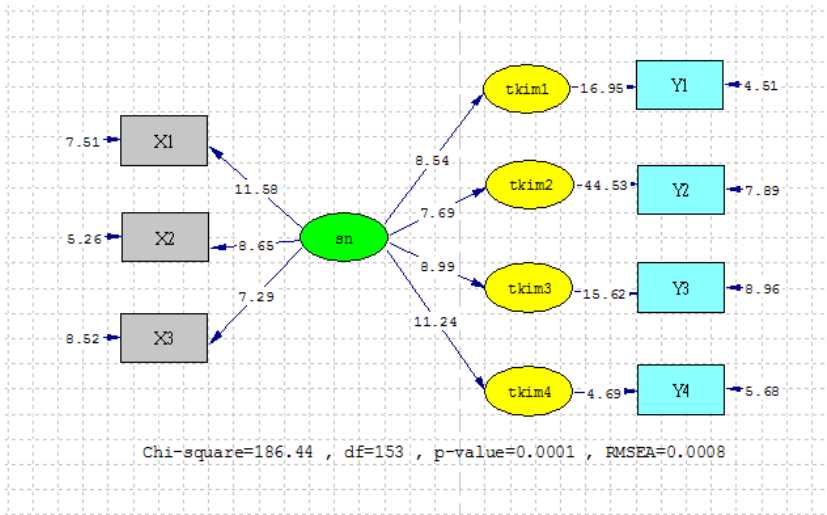 tkim1
16.95
Y1
4.51
7.51
X1
8.54
11.58
tkim2
44.53
Y2
7.89
7.69
5.26
X2
8.65
sn
8.99
tkim3
15.62
Y3
8.96
7.29
11.24
8.52
X3
tkim4
4.69
Y4
5.68
Chi-square=186.44 , df=153 , p-value=0.0001 , RMSEA=0.0008